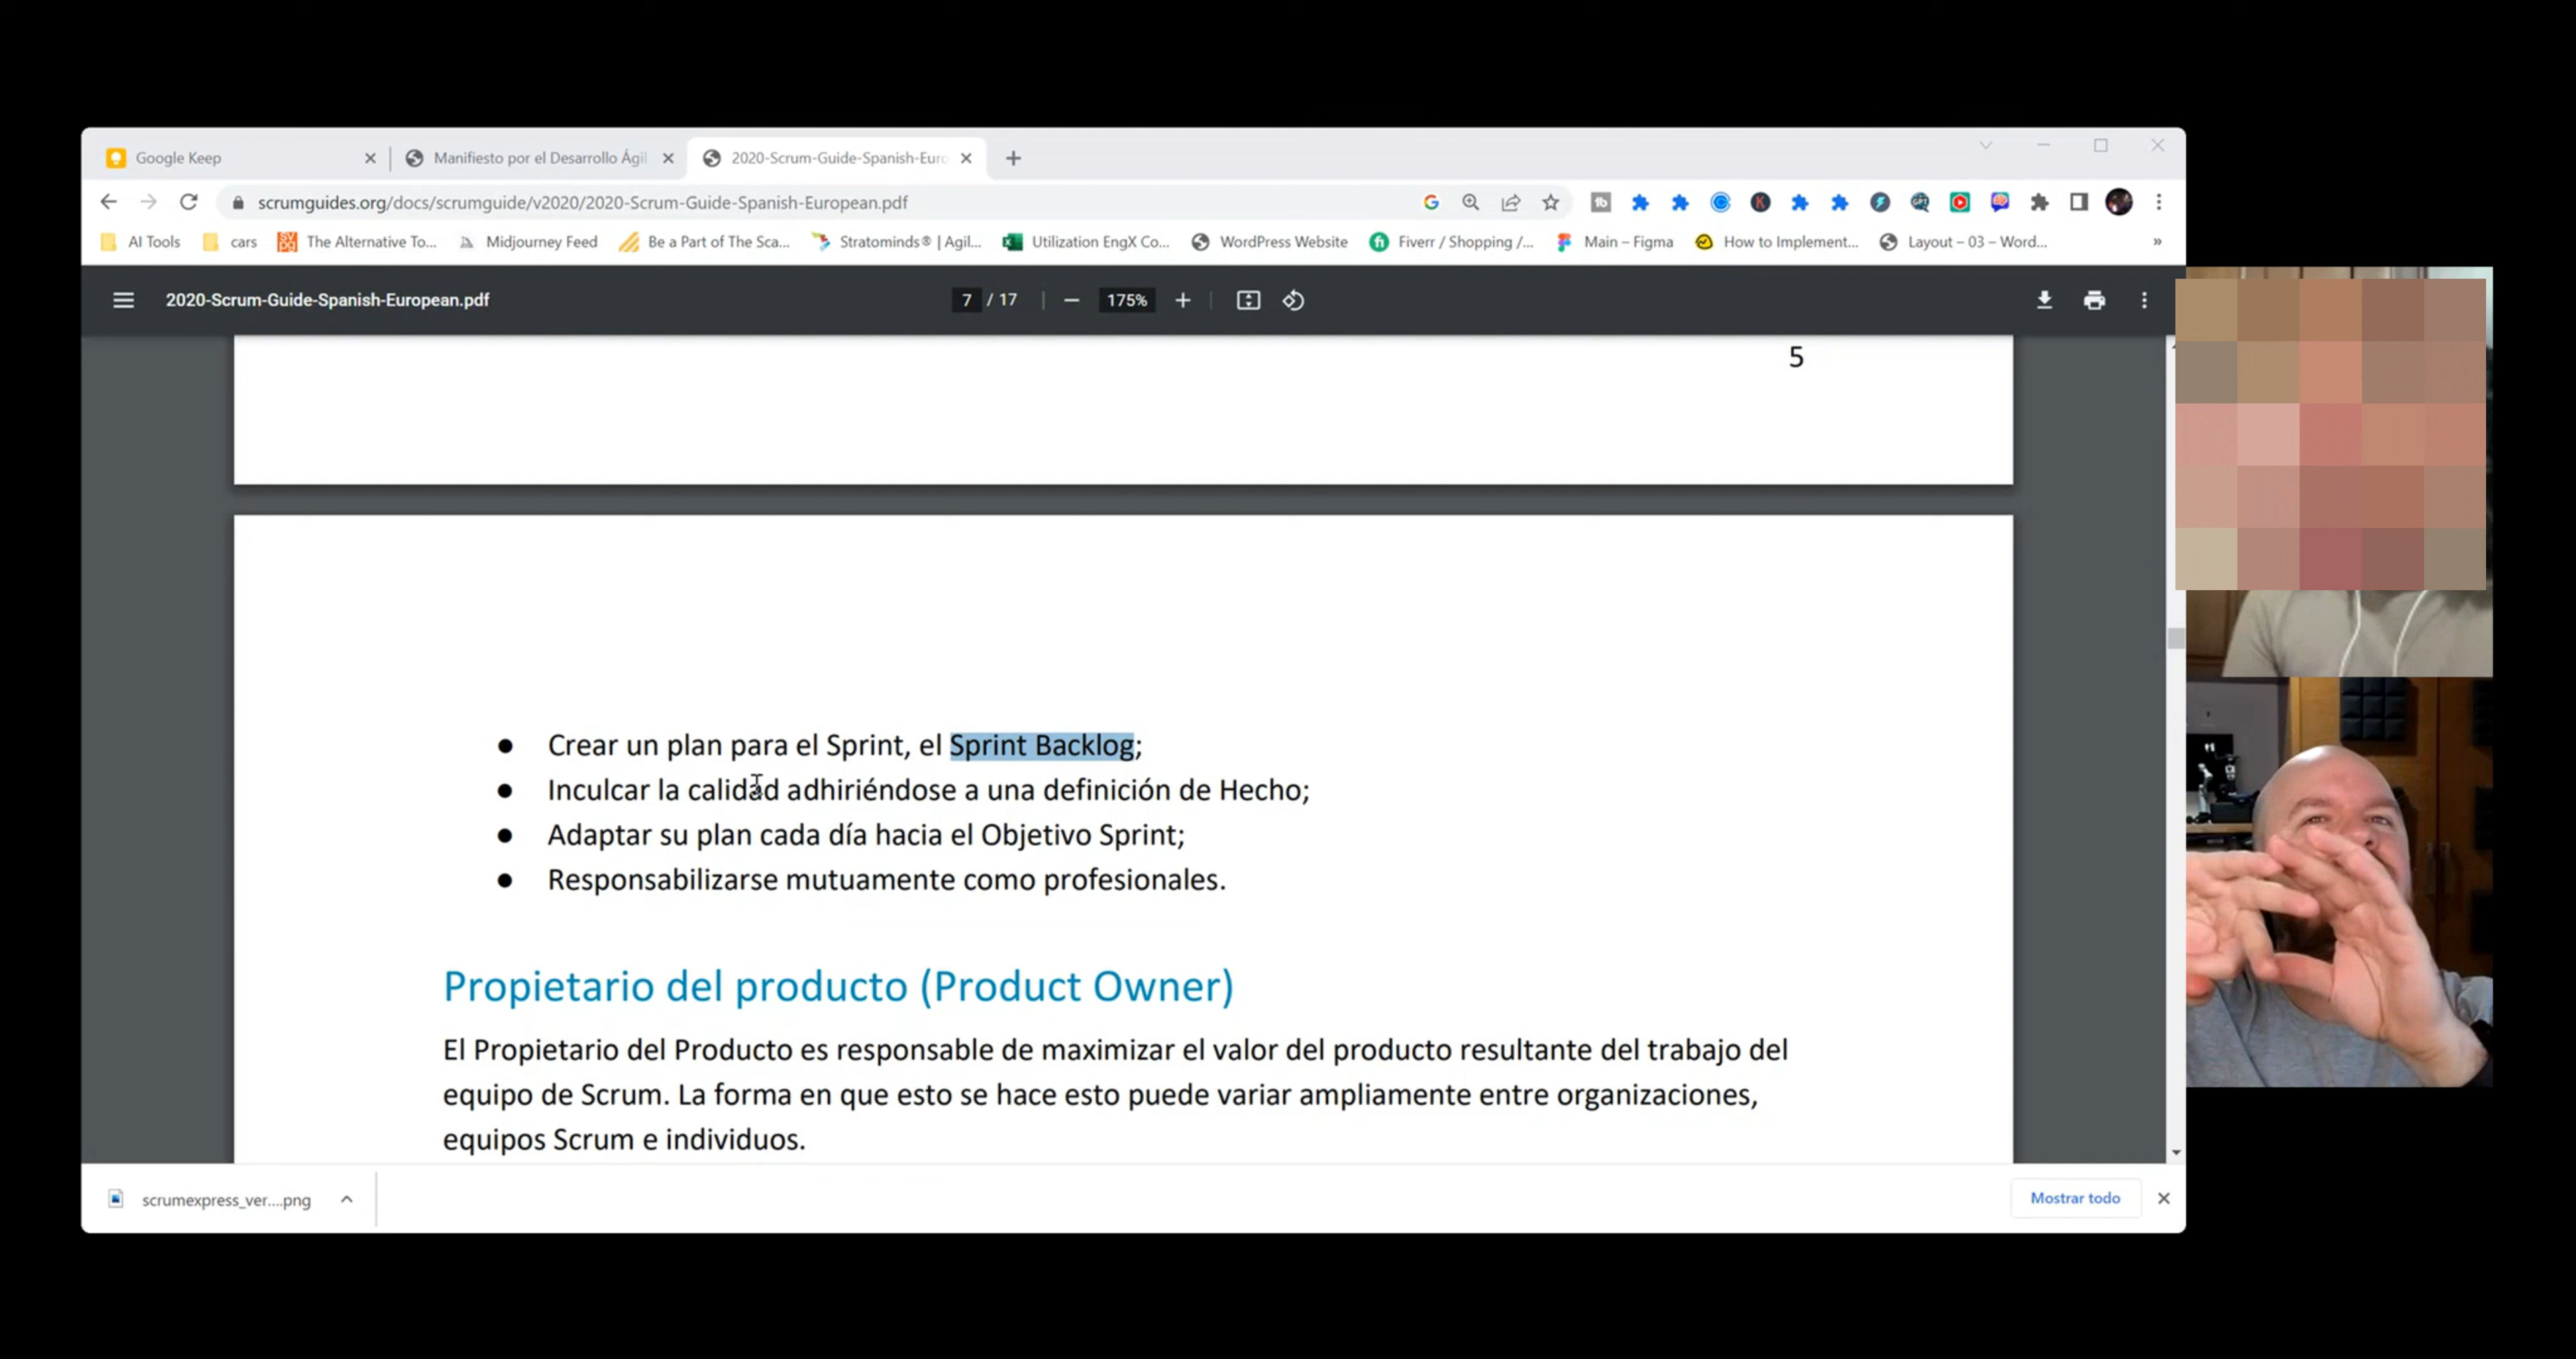 Google Keep
Manifiesto por el Desarrollo Ágil
2020-Scrum-Guide-Spanish-Euro
scrumguides.org/docs/scrumguide/v2020/2020-Scrum-Guide-Spanish-European.pdf
AI Tools cars The Alternative To... Midjourney Feed Be a Part of The Sca... Stratominds® | Agil... Utilization EngX Co... WordPress Website Fiverr / Shopping /... Main – Figma How to Implement... Layout – 03 – Word... »
2020-Scrum-Guide-Spanish-European.pdf 7 / 17 175%
5
● Crear un plan para el Sprint, el Sprint Backlog;
● Inculcar la calidad adhiriéndose a una definición de Hecho;
● Adaptar su plan cada día hacia el Objetivo Sprint;
● Responsabilizarse mutuamente como profesionales.
Propietario del producto (Product Owner)
El Propietario del Producto es responsable de maximizar el valor del producto resultante del trabajo del
equipo de Scrum. La forma en que esto se hace esto puede variar ampliamente entre organizaciones,
equipos Scrum e individuos.
scrumexpress_ver....png Mostrar todo